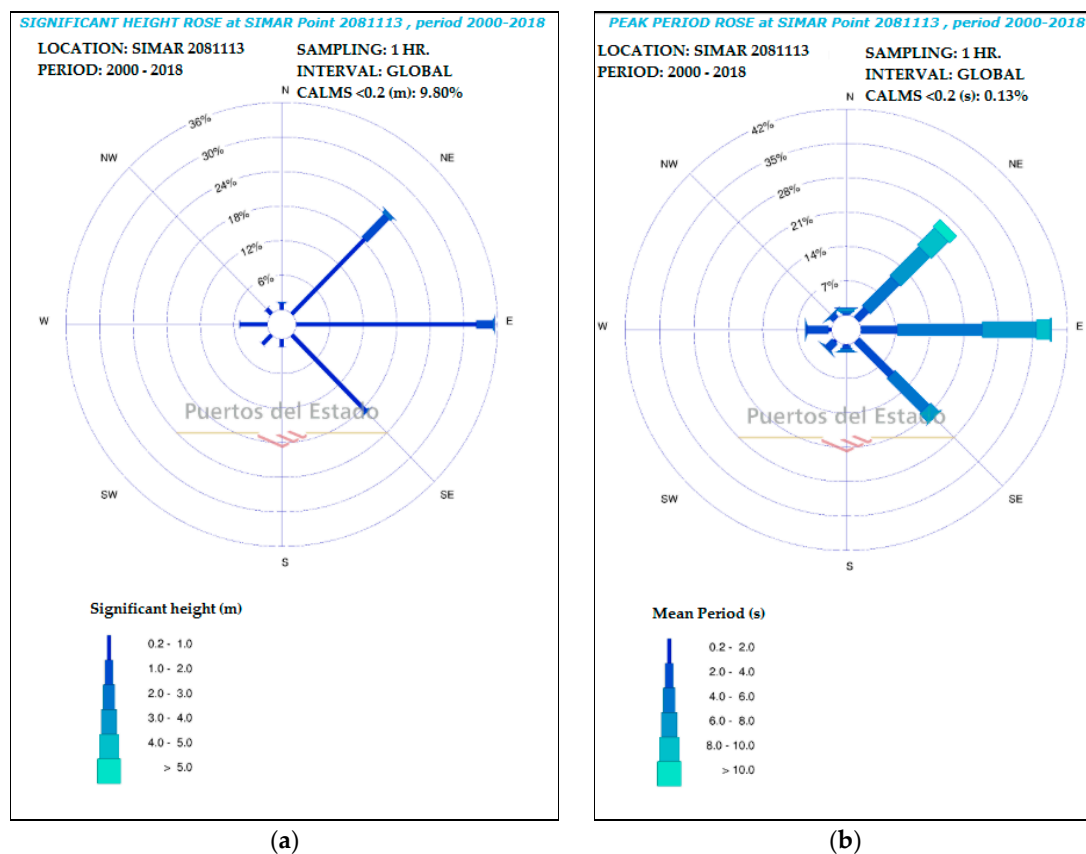 SIGNIFICANT HEIGHT ROSE at SIMAR Point 2081113 , period 2000-2018
LOCATION: SIMAR 2081113
PERIOD: 2000 - 2018
SAMPLING: 1 HR.
INTERVAL: GLOBAL
CALMS <0.2 (m): 9.80%
N
36%
30%
24%
18%
12%
6%
NW
NE
W
E
Puertos del Estado
SW
SE
S
Significant height (m)
0.2 - 1.0
1.0 - 2.0
2.0 - 3.0
3.0 - 4.0
4.0 - 5.0
> 5.0
(a)
PEAK PERIOD ROSE at SIMAR Point 2081113 , period 2000-2018
LOCATION: SIMAR 2081113
PERIOD: 2000 - 2018
SAMPLING: 1 HR.
INTERVAL: GLOBAL
CALMS <0.2 (s): 0.13%
N
42%
35%
28%
21%
14%
7%
NW
NE
W
E
Puertos del Estado
SW
SE
S
Mean Period (s)
0.2 - 2.0
2.0 - 4.0
4.0 - 6.0
6.0 - 8.0
8.0 - 10.0
> 10.0
(b)